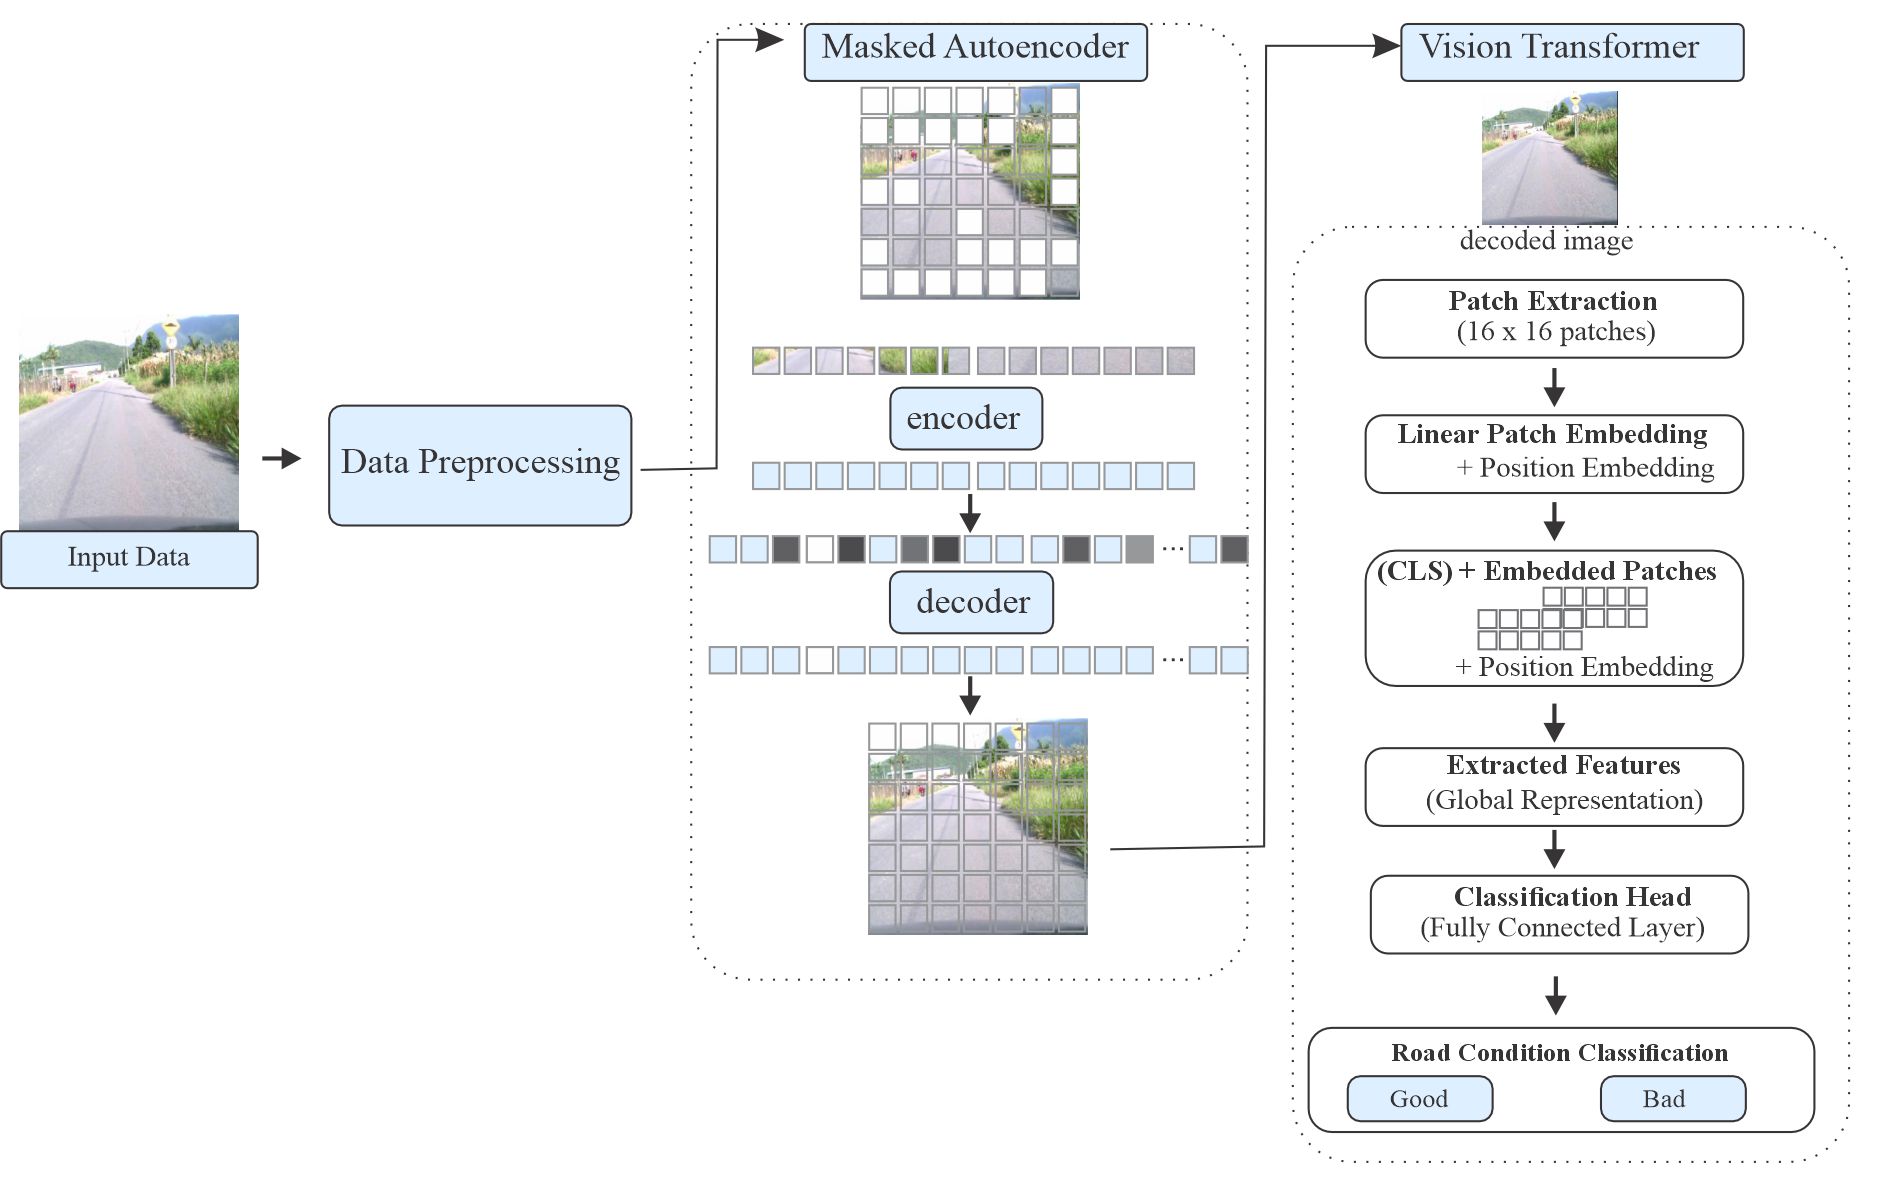 Input Data
Data Preprocessing
Masked Autoencoder
encoder
...
decoder
...
Vision Transformer
decoded image
Patch Extraction
(16 x 16 patches)
Linear Patch Embedding
+ Position Embedding
(CLS) + Embedded Patches
+ Position Embedding
Extracted Features
(Global Representation)
Classification Head
(Fully Connected Layer)
Road Condition Classification
Good
Bad